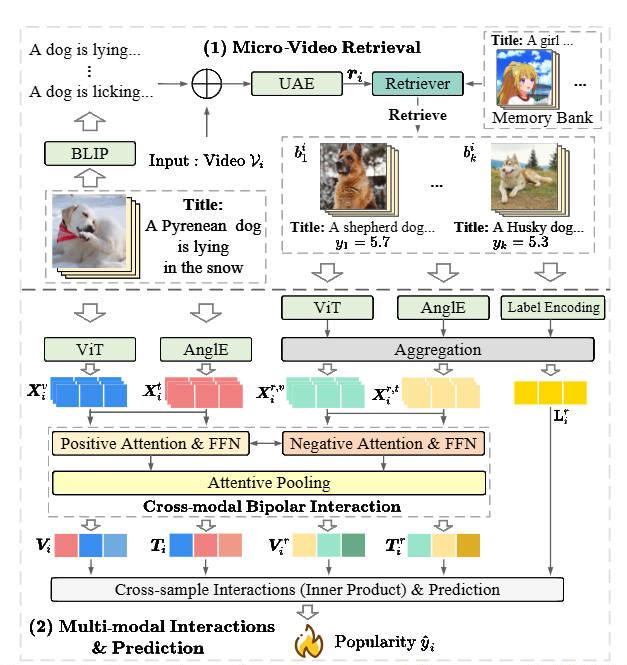 A dog is lying...
⋮
A dog is licking...
(1) Micro-Video Retrieval
UAE
r_i
Retriever
Title: A girl ...
...
Memory Bank
Retrieve
BLIP
Input : Video 𝒱_i
Title:
A Pyrenean dog
is lying
in the snow
b_1^i
...
b_k^i
Title: A shepherd dog...
y_1 = 5.7
Title: A Husky dog...
y_k = 5.3
ViT
AnglE
Label Encoding
ViT
AnglE
Aggregation
X_i^v
X_i^t
X_i^{r,v}
X_i^{r,t}
L_i^r
Positive Attention & FFN
Negative Attention & FFN
Attentive Pooling
Cross-modal Bipolar Interaction
V_i
T_i
V_i^r
T_i^r
Cross-sample Interactions (Inner Product) & Prediction
(2) Multi-modal Interactions
& Prediction
Popularity ŷ_i